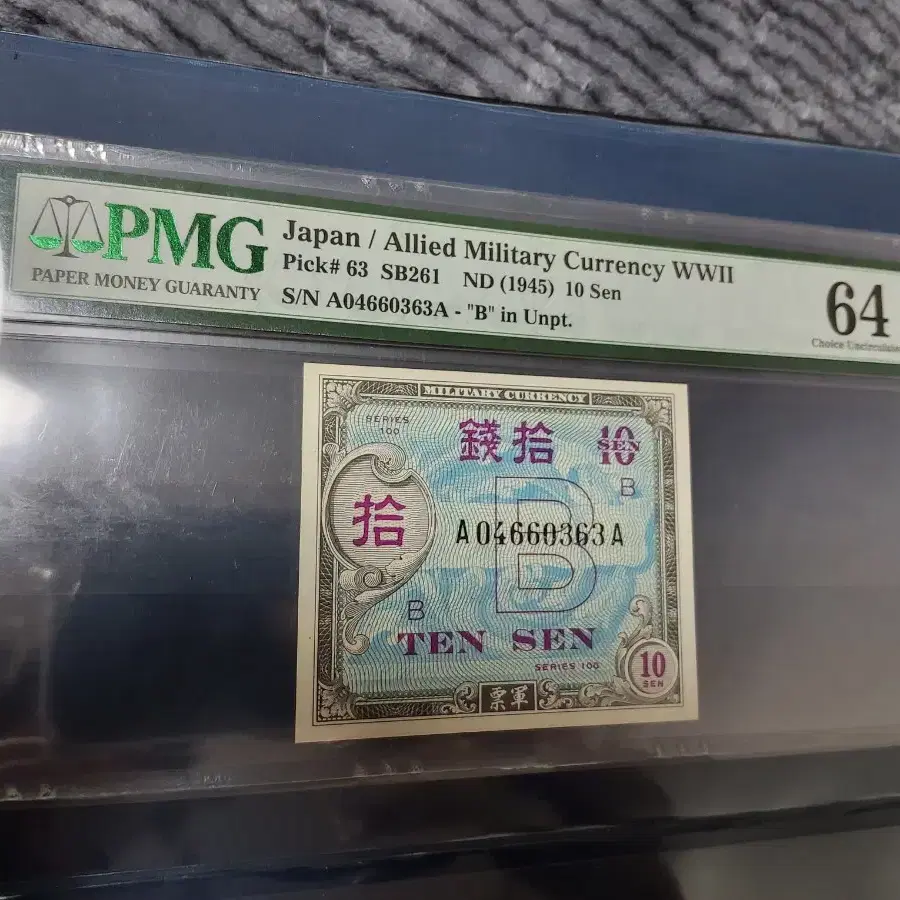 PMG
PAPER MONEY GUARANTY
Japan / Allied Military Currency WWII
Pick# 63 SB261 ND (1945) 10 Sen
S/N A04660363A - "B" in Unpt.
64
Choice Uncirculate
MILITARY CURRENCY
SERIES
100
錢拾
10
SEN
B
拾
A04660363A
B
B
TEN SEN
SERIES 100
10
SEN
票軍